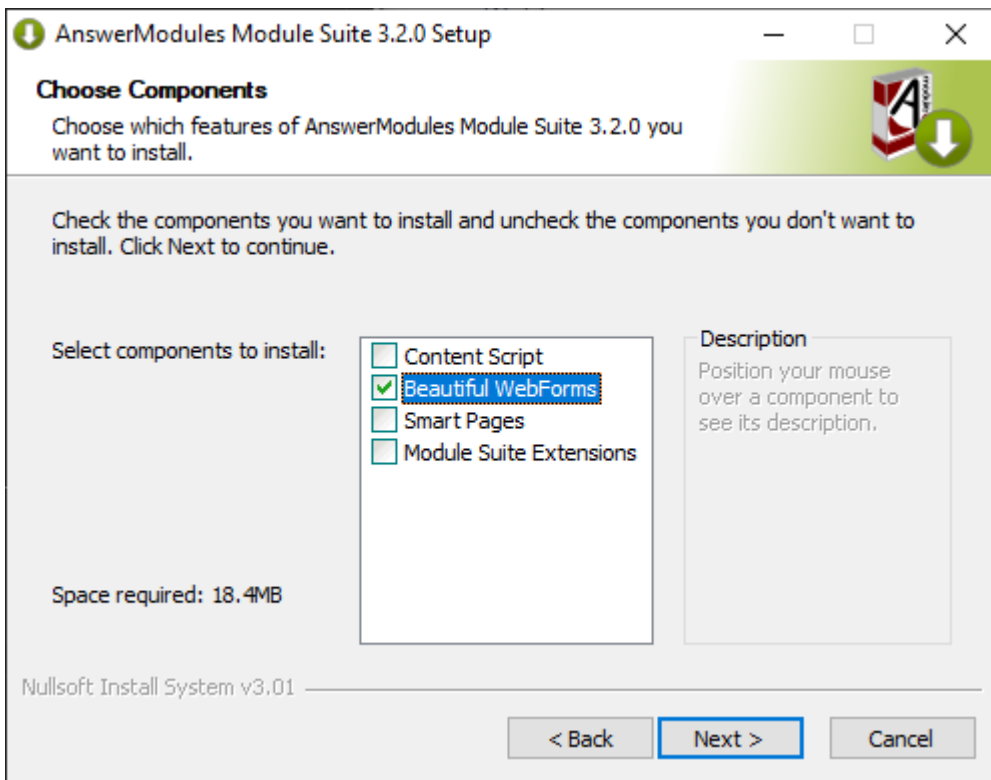 AnswerModules Module Suite 3.2.0 Setup
Choose Components
Choose which features of AnswerModules Module Suite 3.2.0 you
want to install.
Check the components you want to install and uncheck the components you don't want to
install. Click Next to continue.
Select components to install:
Content Script
Beautiful WebForms
Smart Pages
Module Suite Extensions
Description
Position your mouse
over a component to
see its description.
Space required: 18.4MB
Nullsoft Install System v3.01
< Back
Next >
Cancel